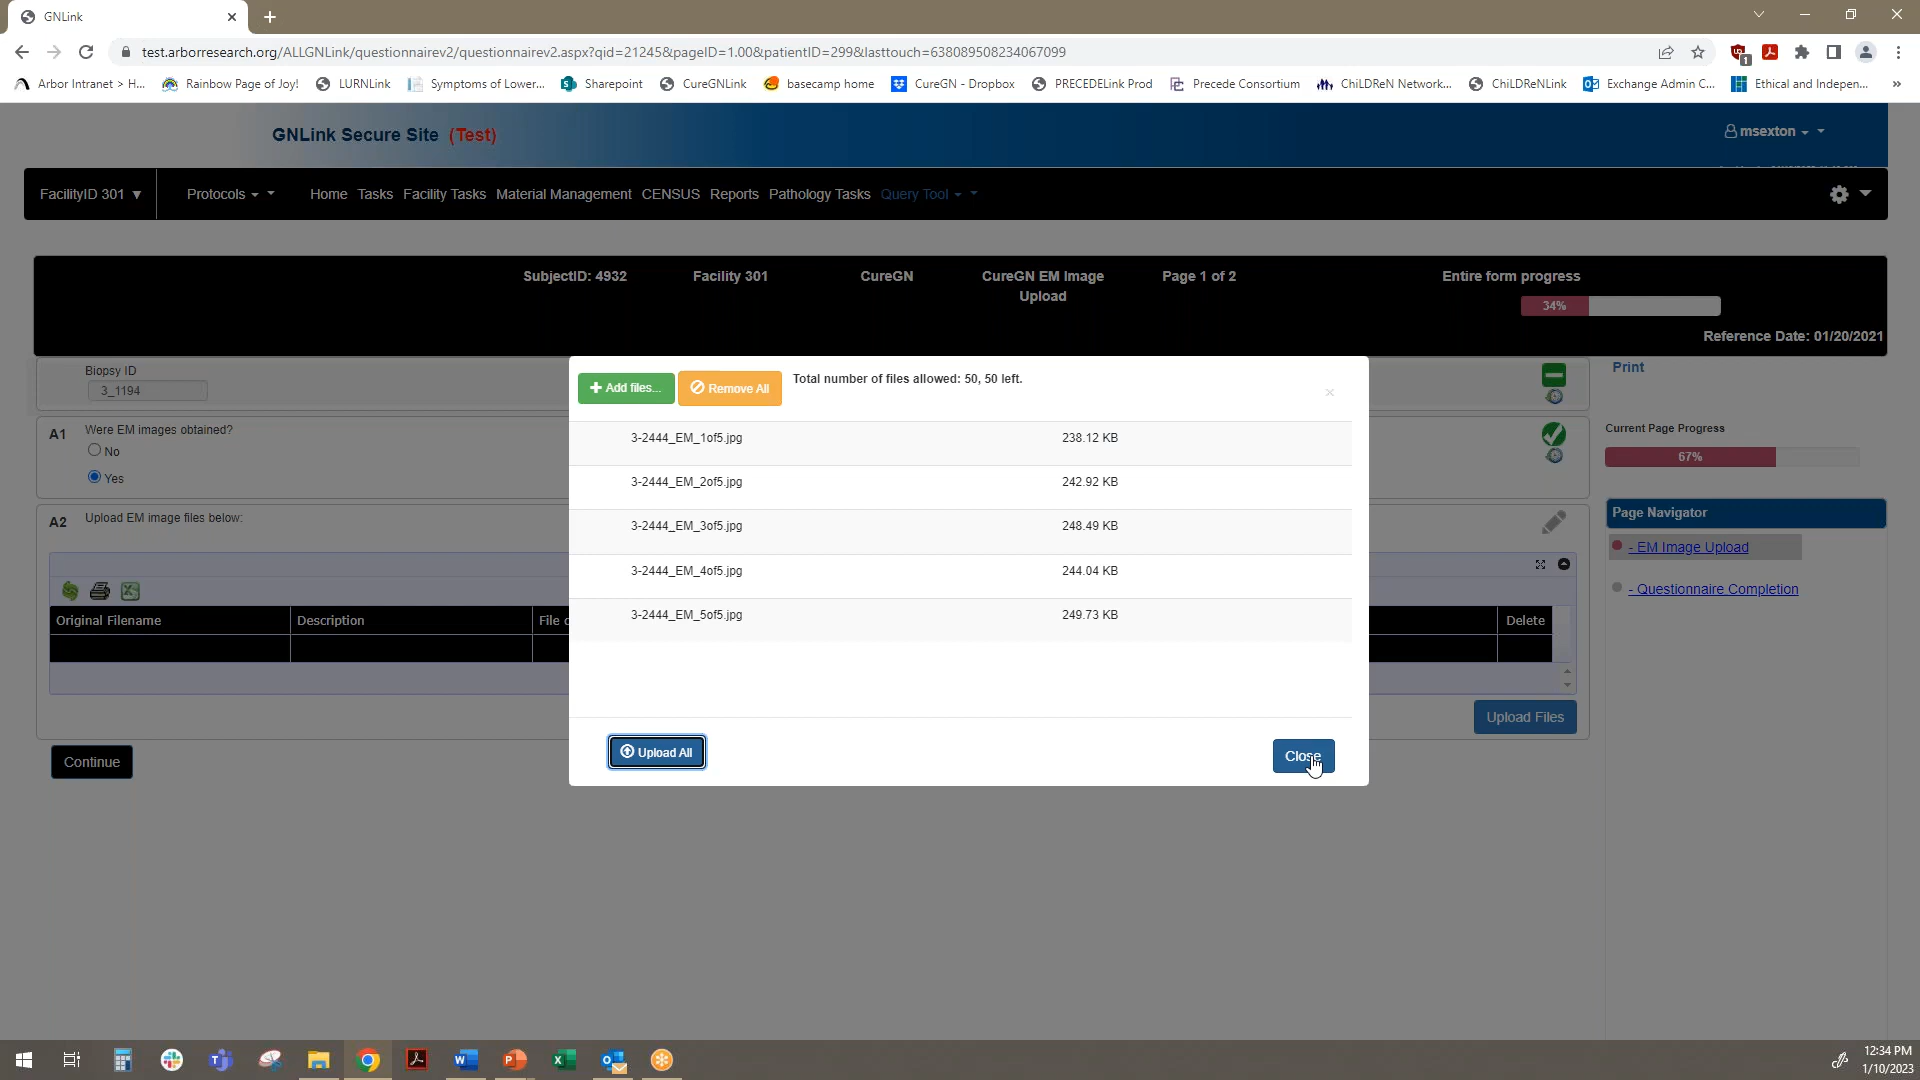 GNLink
test.arborresearch.org/ALLGNLink/questionnairev2/questionnairev2.aspx?qid=21245&pageID=1.00&patientID=299&lasttouch=638089508234067099
Arbor Intranet > H... Rainbow Page of Joy! LURNLink Symptoms of Lower... Sharepoint CureGNLink basecamp home CureGN - Dropbox PRECEDELink Prod Precede Consortium ChiLDReN Network... ChiLDReNLink Exchange Admin C... Ethical and Indepen... »
GNLink Secure Site (Test)
msexton
FacilityID 301 Protocols Home Tasks Facility Tasks Material Management CENSUS Reports Pathology Tasks Query Tool
SubjectID: 4932 Facility 301 CureGN CureGN EM Image Upload Page 1 of 2 Entire form progress
34%
Reference Date: 01/20/2021
Biopsy ID
3_1194
Print
A1 Were EM images obtained?
No
Yes
Current Page Progress
67%
A2 Upload EM image files below:
Page Navigator
- EM Image Upload
- Questionnaire Completion
Original Filename Description File Delete
Upload Files
Continue
Add files... Remove All Total number of files allowed: 50, 50 left.
×
3-2444_EM_1of5.jpg 238.12 KB
3-2444_EM_2of5.jpg 242.92 KB
3-2444_EM_3of5.jpg 248.49 KB
3-2444_EM_4of5.jpg 244.04 KB
3-2444_EM_5of5.jpg 249.73 KB
Upload All Close
12:34 PM
1/10/2023